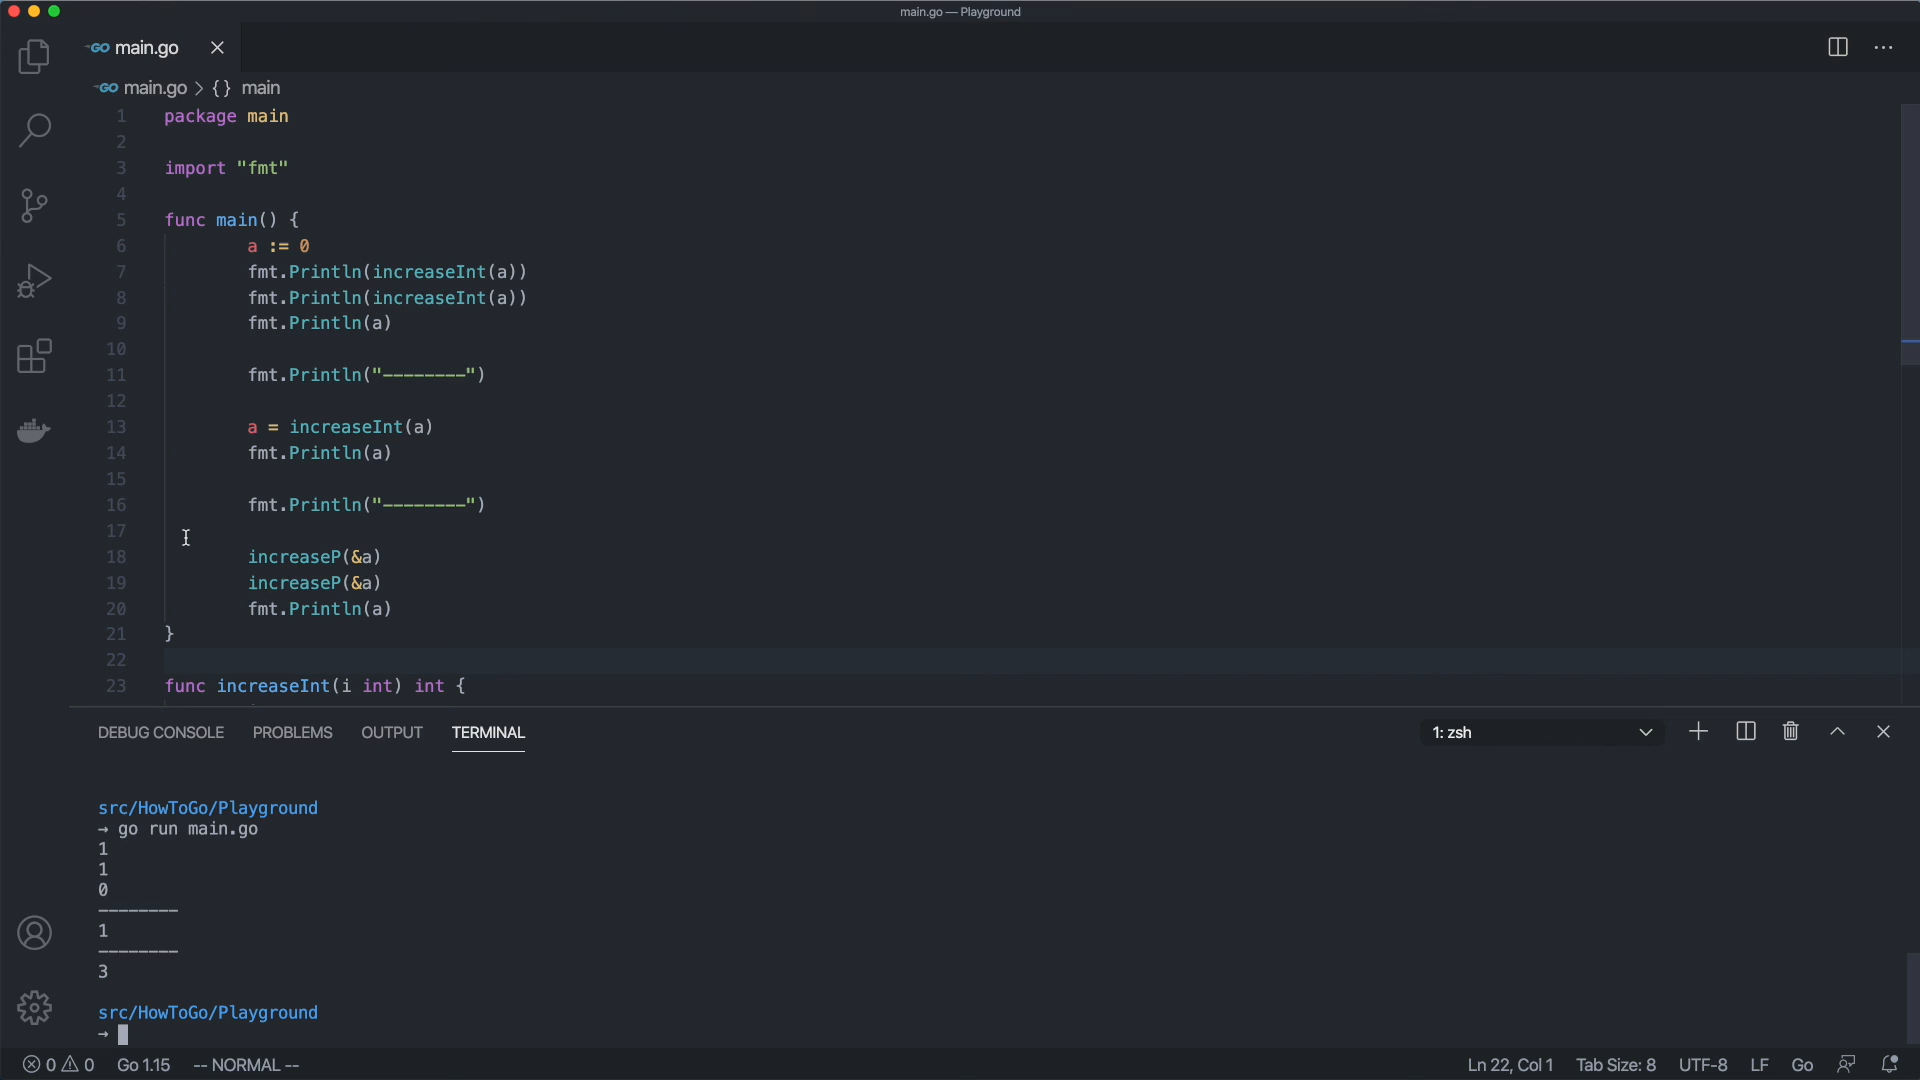 main.go — Playground
GO main.go
GO main.go > {} main
1 package main
2
3 import "fmt"
4
5 func main() {
6 a := 0
7 fmt.Println(increaseInt(a))
8 fmt.Println(increaseInt(a))
9 fmt.Println(a)
10
11 fmt.Println("--------")
12
13 a = increaseInt(a)
14 fmt.Println(a)
15
16 fmt.Println("--------")
17
18 increaseP(&a)
19 increaseP(&a)
20 fmt.Println(a)
21 }
22
23 func increaseInt(i int) int {
DEBUG CONSOLE PROBLEMS OUTPUT TERMINAL 1: zsh
src/HowToGo/Playground
→ go run main.go
1
1
0
--------
1
--------
3
src/HowToGo/Playground
→
0 0 Go 1.15 -- NORMAL -- Ln 22, Col 1 Tab Size: 8 UTF-8 LF Go